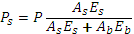 P_s = P \frac{A_s E_s}{A_s E_s + A_b E_b}